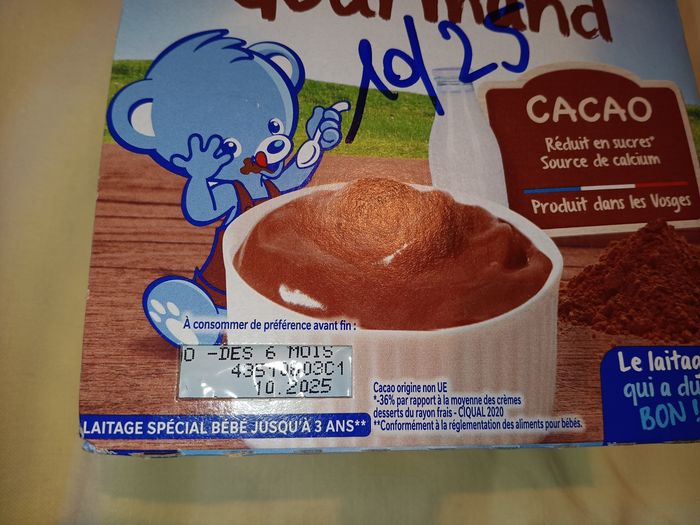 Gourmand
10/25
CACAO
Réduit en sucres*
Source de calcium
Produit dans les Vosges
À consommer de préférence avant fin :
O -DES 6 MOIS
10.2025
Cacao origine non UE
*-36% par rapport à la moyenne des crèmes
desserts du rayon frais - CIQUAL 2020
**Conformément à la réglementation des aliments pour bébés.
LAITAGE SPÉCIAL BÉBÉ JUSQU'À 3 ANS**
Le laitag
qui a du
BON !